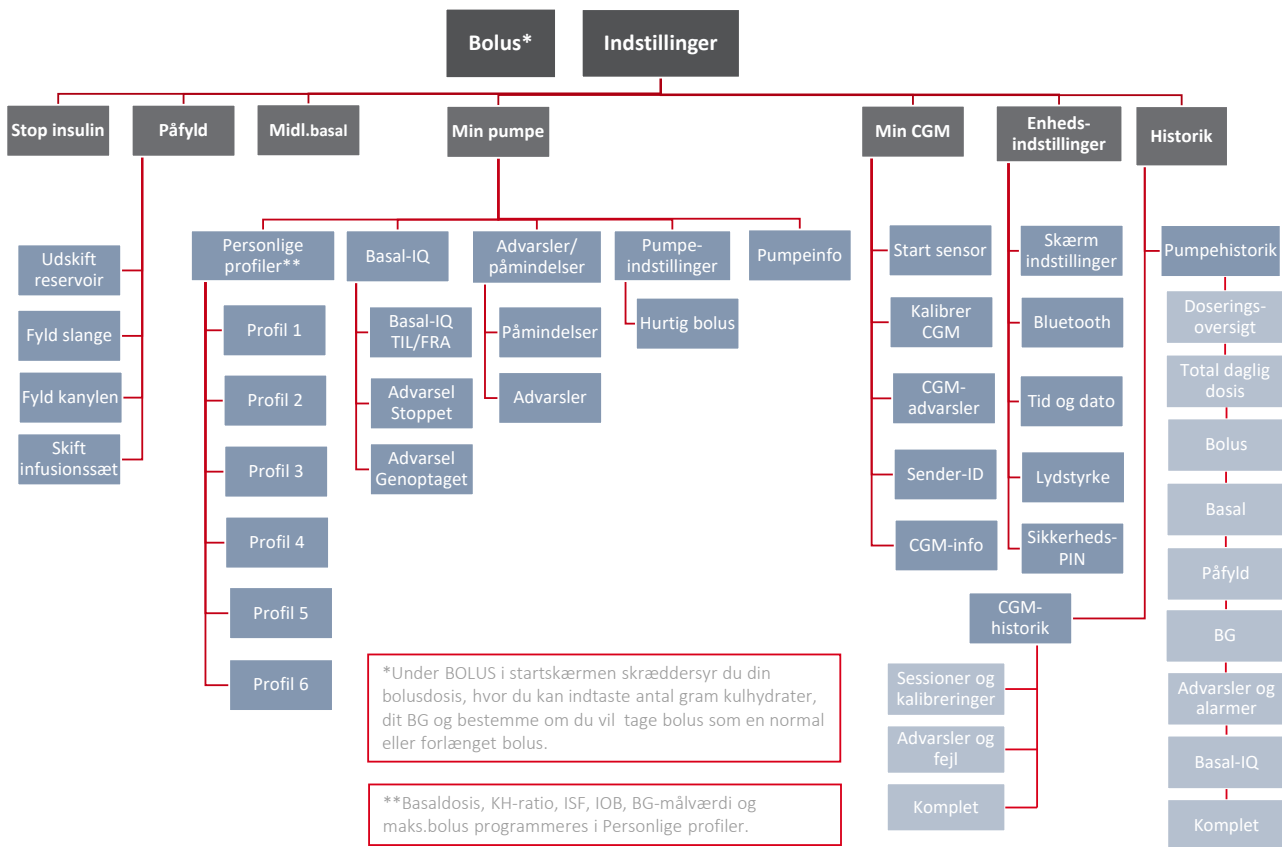 Bolus*
Indstillinger
Stop insulin
Påfyld
Midl.basal
Min pumpe
Min CGM
Enheds-
indstillinger
Historik
Udskift
reservoir
Fyld slange
Fyld kanylen
Skift
infusionssæt
Personlige
profiler**
Profil 1
Profil 2
Profil 3
Profil 4
Profil 5
Profil 6
Basal-IQ
Basal-IQ
TIL/FRA
Advarsel
Stoppet
Advarsel
Genoptaget
Advarsler/
påmindelser
Påmindelser
Advarsler
Pumpe-
indstillinger
Hurtig bolus
Pumpeinfo
Start sensor
Kalibrer
CGM
CGM-
advarsler
Sender-ID
CGM-info
Skærm
indstillinger
Bluetooth
Tid og dato
Lydstyrke
Sikkerheds-
PIN
Pumpehistorik
Doserings-
oversigt
Total daglig
dosis
Bolus
Basal
Påfyld
BG
Advarsler og
alarmer
Basal-IQ
Komplet
CGM-
historik
Sessioner og
kalibreringer
Advarsler og
fejl
Komplet
*Under BOLUS i startskærmen skræddersyr du din
bolusdosis, hvor du kan indtaste antal gram kulhydrater,
dit BG og bestemme om du vil tage bolus som en normal
eller forlænget bolus.
**Basaldosis, KH-ratio, ISF, IOB, BG-målværdi og
maks.bolus programmeres i Personlige profiler.